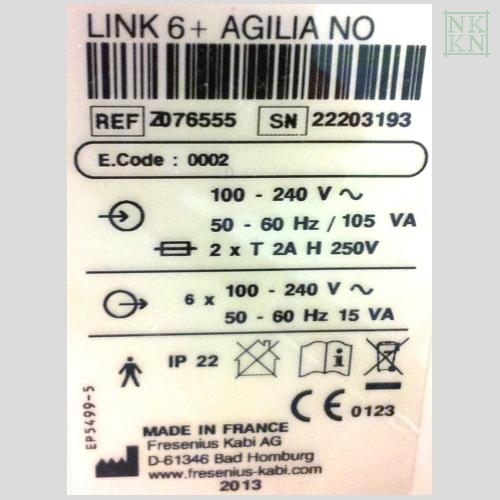 LINK 6+ AGILIA NO
NK
KN
REF Z076555 SN 22203193
E.Code : 0002
100 - 240 V ~
50 - 60 Hz / 105 VA
2 x T 2A H 250V
6 x 100 - 240 V ~
50 - 60 Hz 15 VA
IP 22
i
CE 0123
EP5499-5
MADE IN FRANCE
Fresenius Kabi AG
D-61346 Bad Homburg
www.fresenius-kabi.com
2013